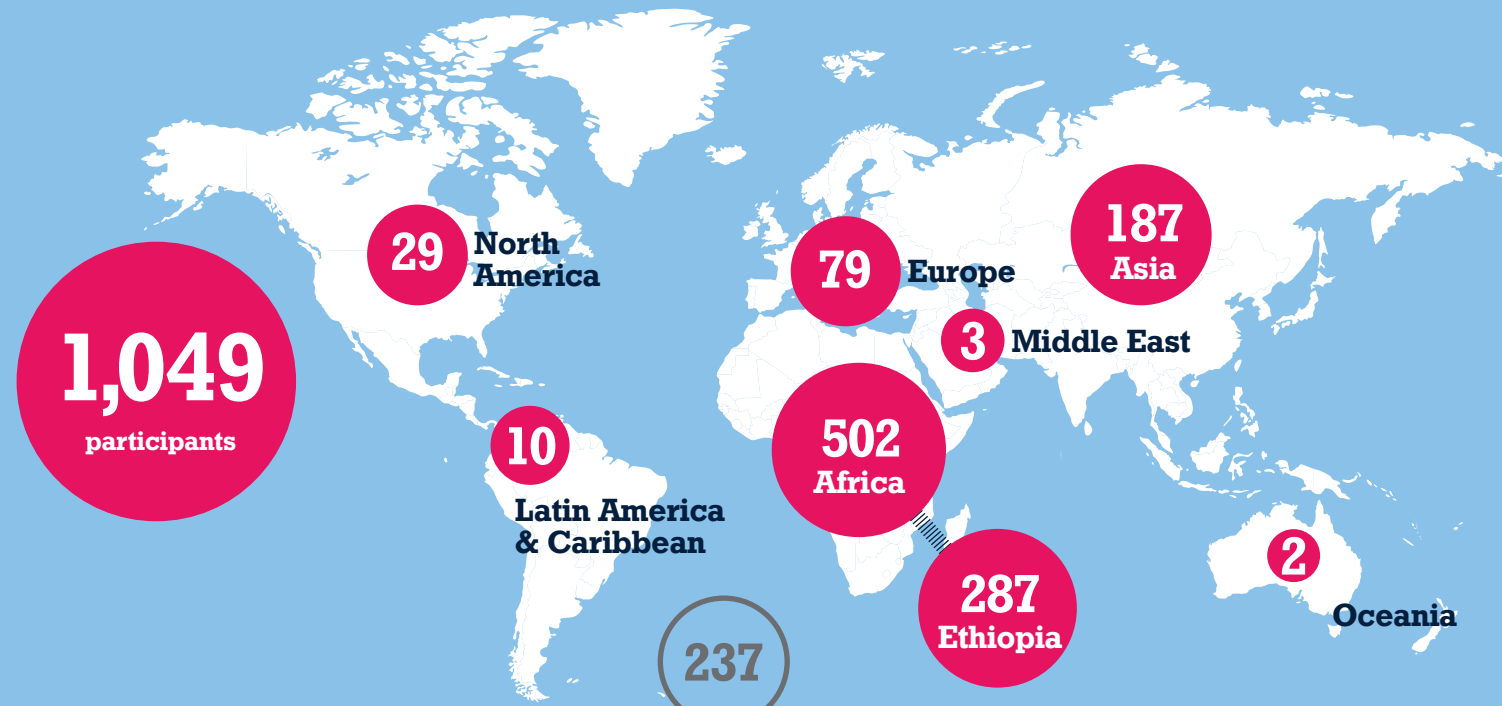 1,049
participants
29
North
America
10
Latin America
& Caribbean
79
Europe
187
Asia
3
Middle East
502
Africa
287
Ethiopia
2
Oceania
237